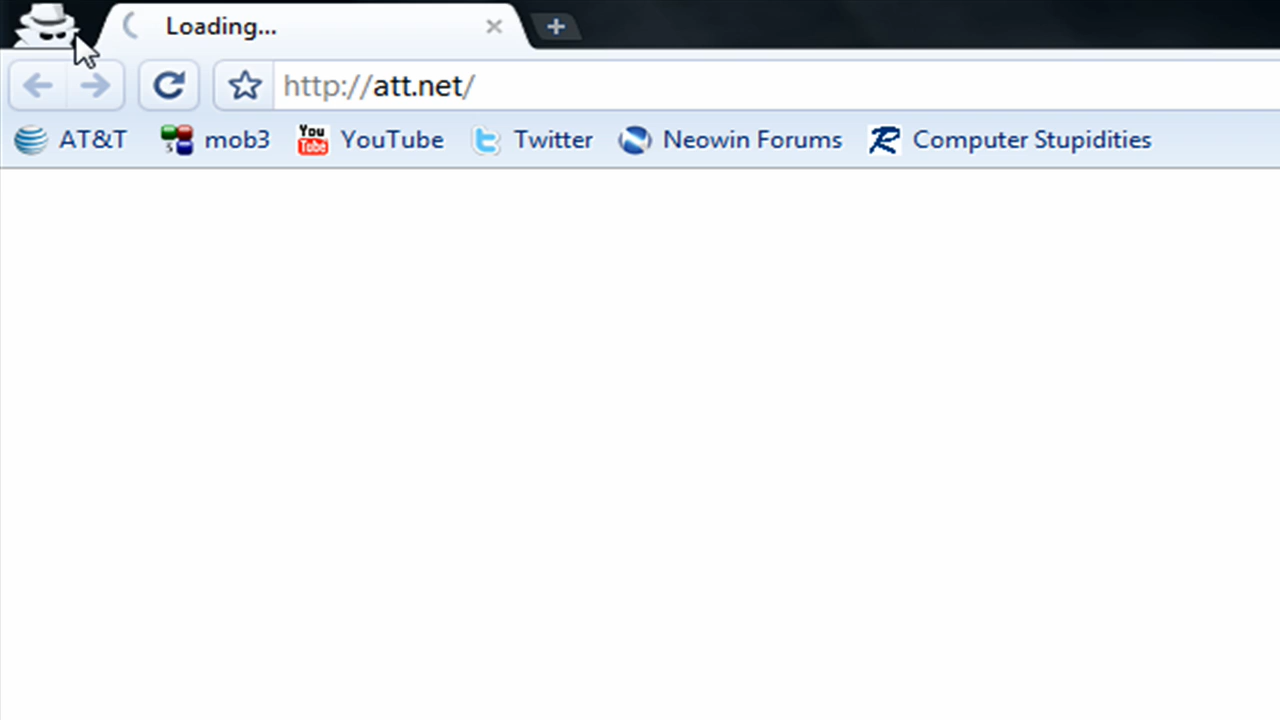 Loading...
http://att.net/
AT&T mob3 You Tube YouTube Twitter Neowin Forums R Computer Stupidities